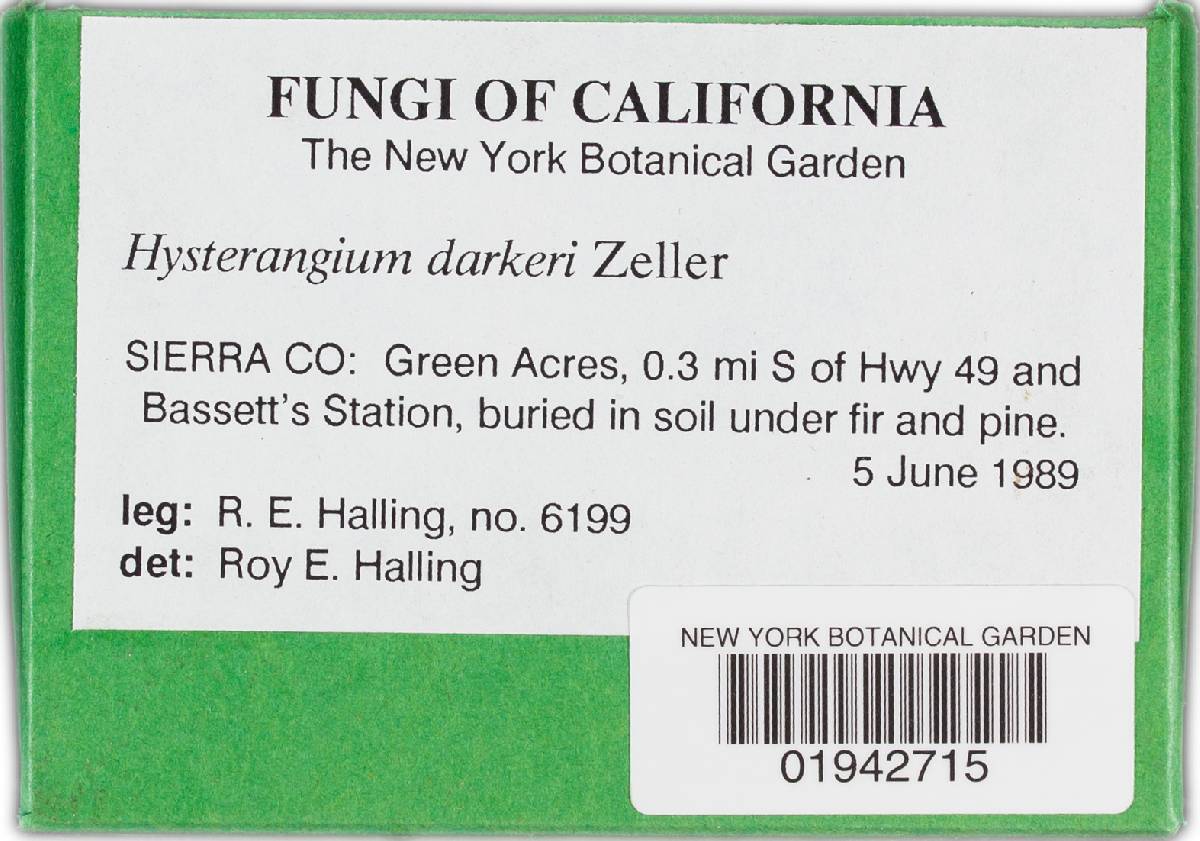 FUNGI OF CALIFORNIA
The New York Botanical Garden
Hysterangium darkeri Zeller
SIERRA CO: Green Acres, 0.3 mi S of Hwy 49 and
Bassett's Station, buried in soil under fir and pine.
5 June 1989
leg: R. E. Halling, no. 6199
det: Roy E. Halling
NEW YORK BOTANICAL GARDEN
01942715